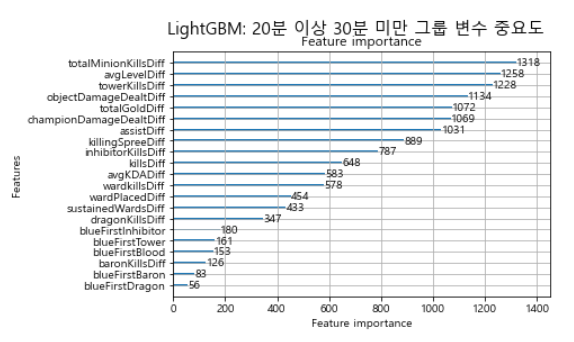 LightGBM: 20분 이상 30분 미만 그룹 변수 중요도
Feature importance
totalMinionKillsDiff 1318
avgLevelDiff 1258
towerKillsDiff 1228
objectDamageDealtDiff 1134
totalGoldDiff 1072
championDamageDealtDiff 1069
assistDiff 1031
killingSpreeDiff 889
inhibitorKillsDiff 787
killsDiff 648
avgKDADiff 583
wardkillsDiff 578
wardPlacedDiff 454
sustainedWardsDiff 433
dragonKillsDiff 347
blueFirstInhibitor 180
blueFirstTower 161
blueFirstBlood 153
baronKillsDiff 126
blueFirstBaron 83
blueFirstDragon 56
Features
0 200 400 600 800 1000 1200 1400
Feature importance